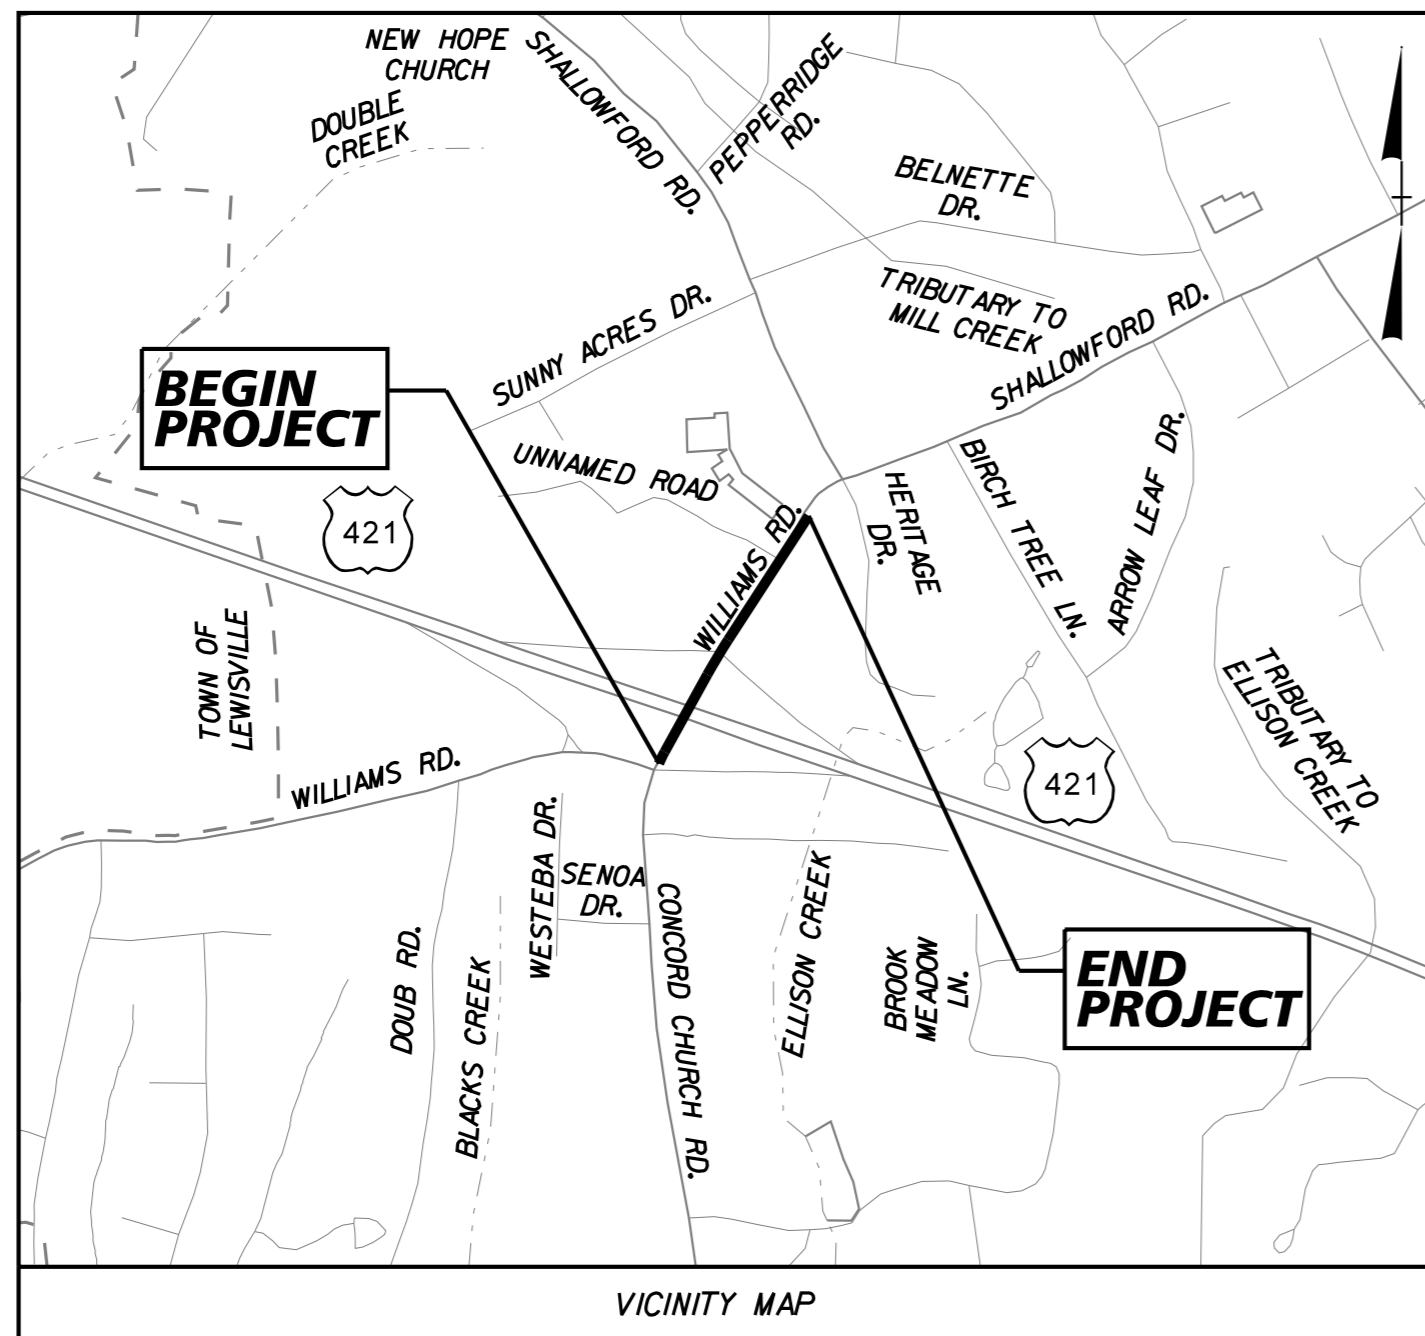 NEW HOPE
CHURCH
SHALLOWFORD RD.
PEPPERRIDGE
RD.
DOUBLE
CREEK
BELNETTE
DR.
TRIBUTARY TO
MILL CREEK
SUNNY ACRES DR.
SHALLOWFORD RD.
BEGIN
PROJECT
UNNAMED ROAD
421
WILLIAMS RD.
HERITAGE
DR.
BIRCH TREE LN.
ARROW LEAF DR.
TOWN OF
LEWISVILLE
TRIBUTARY TO
ELLISON CREEK
WILLIAMS RD.
421
WESTEBA DR.
SENOA
DR.
CONCORD CHURCH RD.
ELLISON CREEK
DOUB RD.
BLACKS CREEK
BROOK
MEADOW
LN.
END
PROJECT
VICINITY MAP